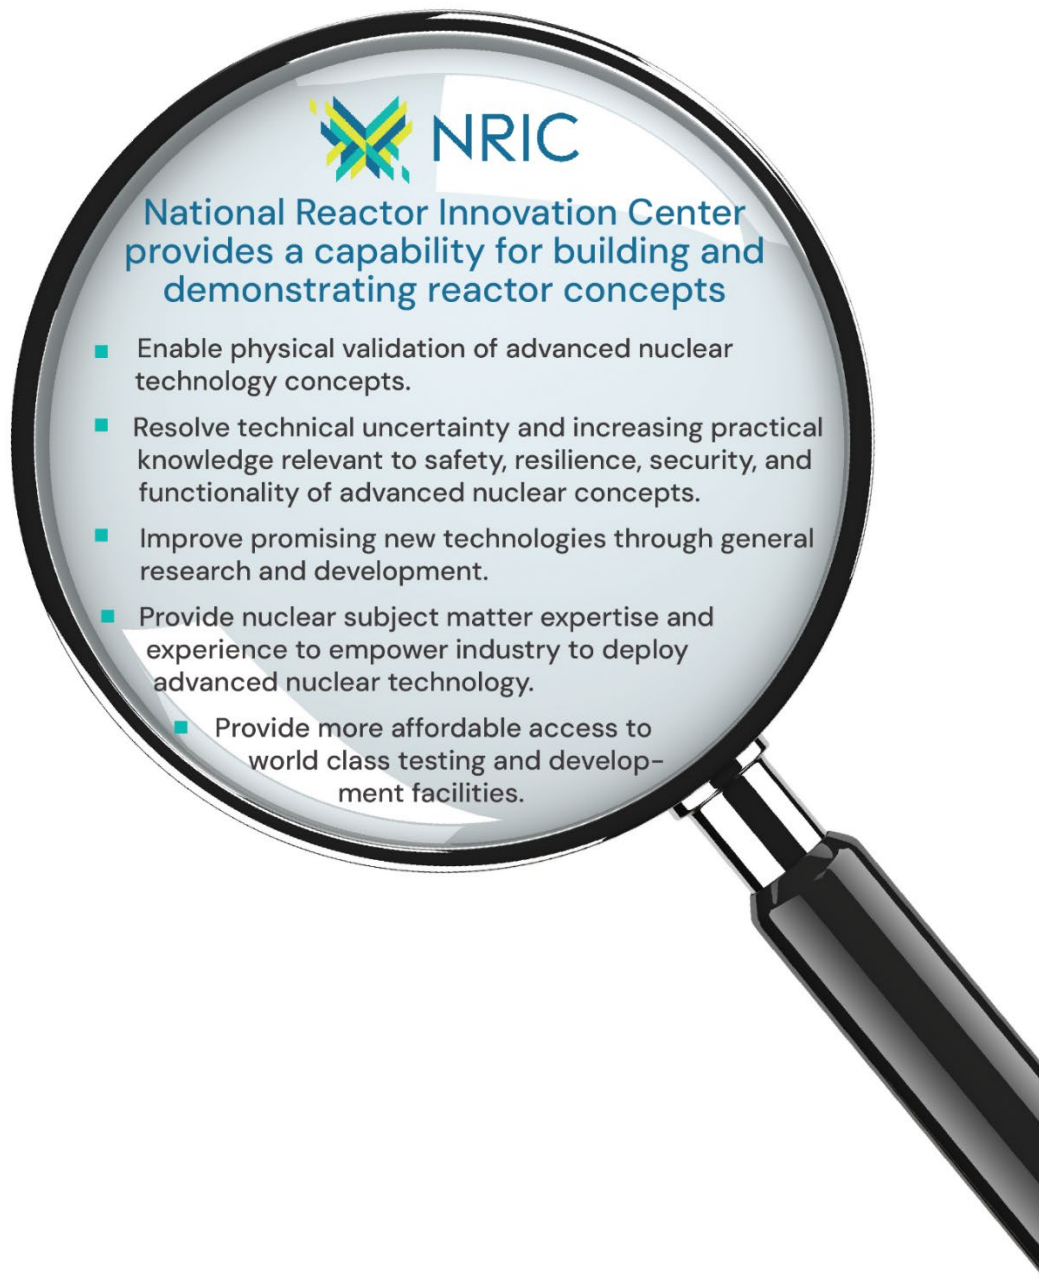 NRIC
National Reactor Innovation Center
provides a capability for building and
demonstrating reactor concepts
Enable physical validation of advanced nuclear
technology concepts.
Resolve technical uncertainty and increasing practical
knowledge relevant to safety, resilience, security, and
functionality of advanced nuclear concepts.
Improve promising new technologies through general
research and development.
Provide nuclear subject matter expertise and
experience to empower industry to deploy
advanced nuclear technology.
Provide more affordable access to
world class testing and develop-
ment facilities.